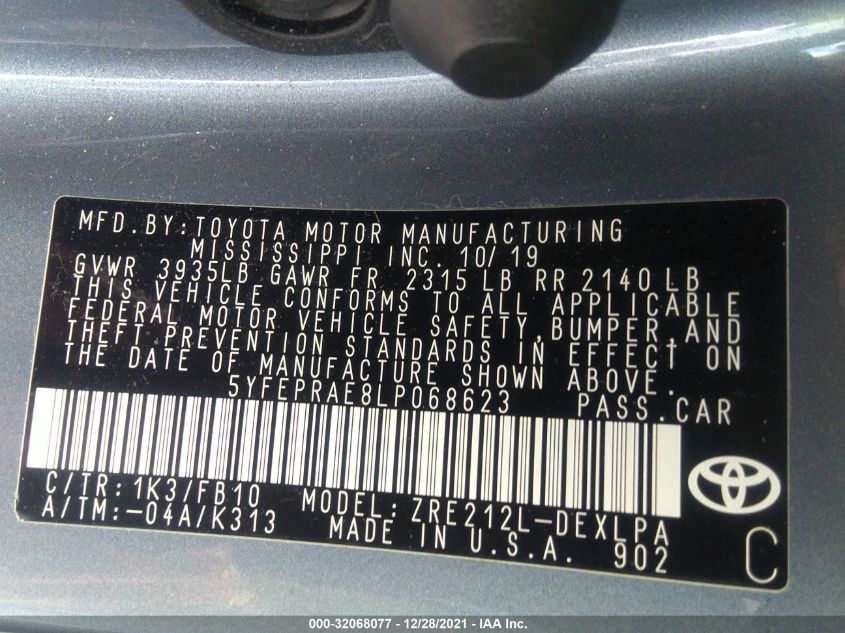 MFD.BY:TOYOTA MOTOR MANUFACTURING
MISSISSIPPI INC. 10/19
GVWR 3935LB GAWR FR 2315 LB RR 2140 LB
THIS VEHICLE CONFORMS TO ALL APPLICABLE
FEDERAL MOTOR VEHICLE SAFETY,BUMPER,AND
THEFT PREVENTION STANDARDS IN EFFECT ON
THE DATE OF MANUFACTURE SHOWN ABOVE.
5YFEPRAE8LP068623 PASS.CAR
C/TR:1K3/FB10 MODEL:ZRE212L-DEXLPA
A/TM:-04A/K313 MADE IN U.S.A. 902
C
000-32068077 - 12/28/2021 - IAA Inc.